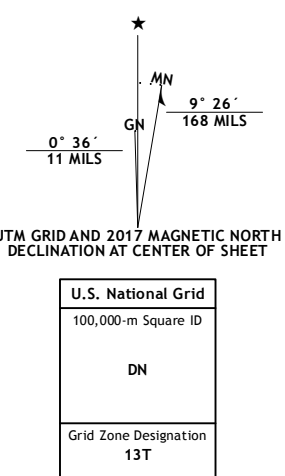 ★
MN
GN
9° 26´
168 MILS
0° 36´
11 MILS
UTM GRID AND 2017 MAGNETIC NORTH
DECLINATION AT CENTER OF SHEET
U.S. National Grid
100,000-m Square ID
DN
Grid Zone Designation
13T